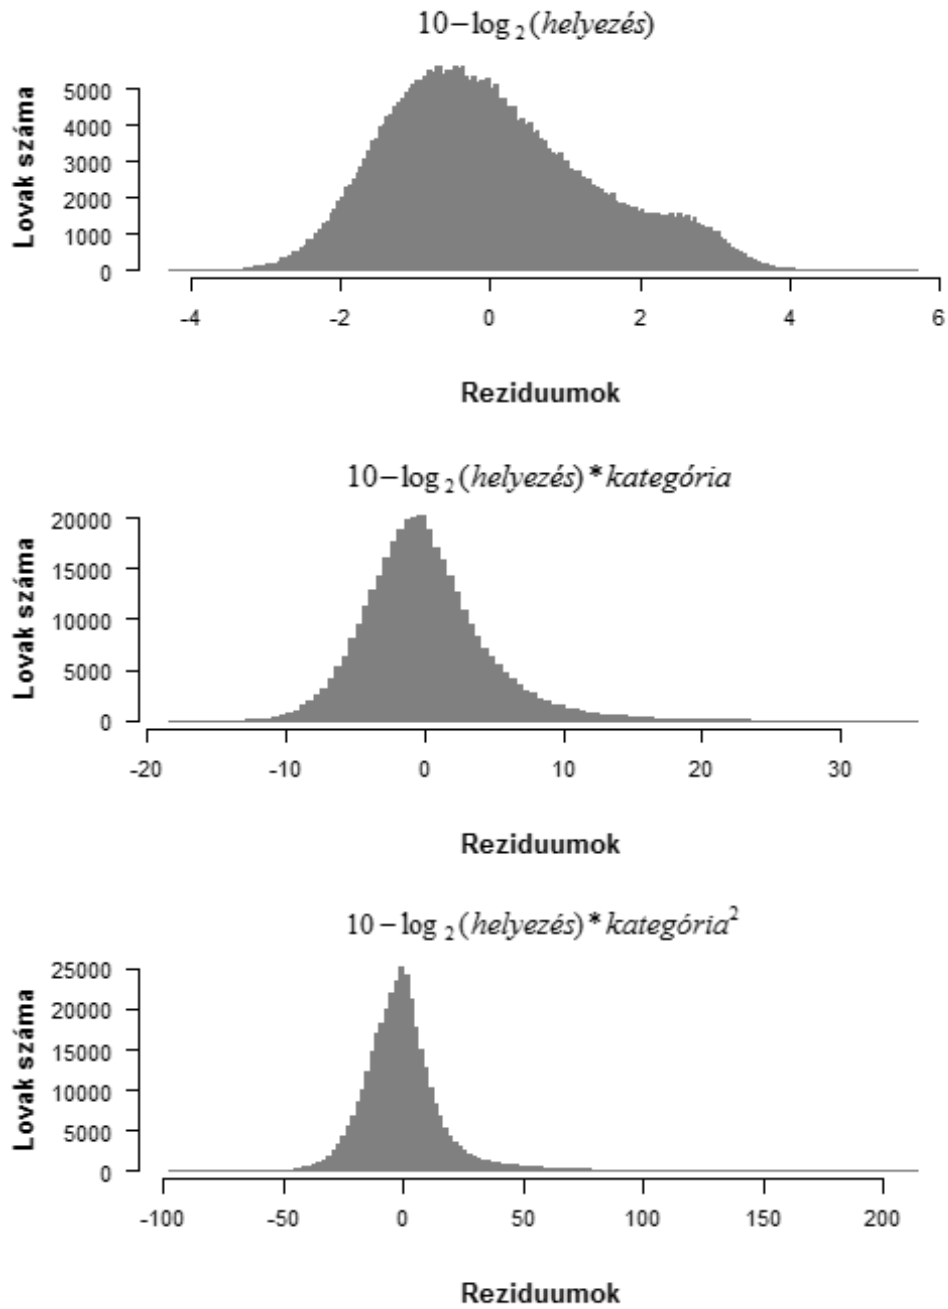 10−log₂(helyezés)
Lovak száma
5000
4000
3000
2000
1000
0
-4 -2 0 2 4 6
Reziduumok
10−log₂(helyezés)*kategória
Lovak száma
20000
15000
10000
5000
0
-20 -10 0 10 20 30
Reziduumok
10−log₂(helyezés)*kategória²
Lovak száma
25000
20000
15000
10000
5000
0
-100 -50 0 50 100 150 200
Reziduumok